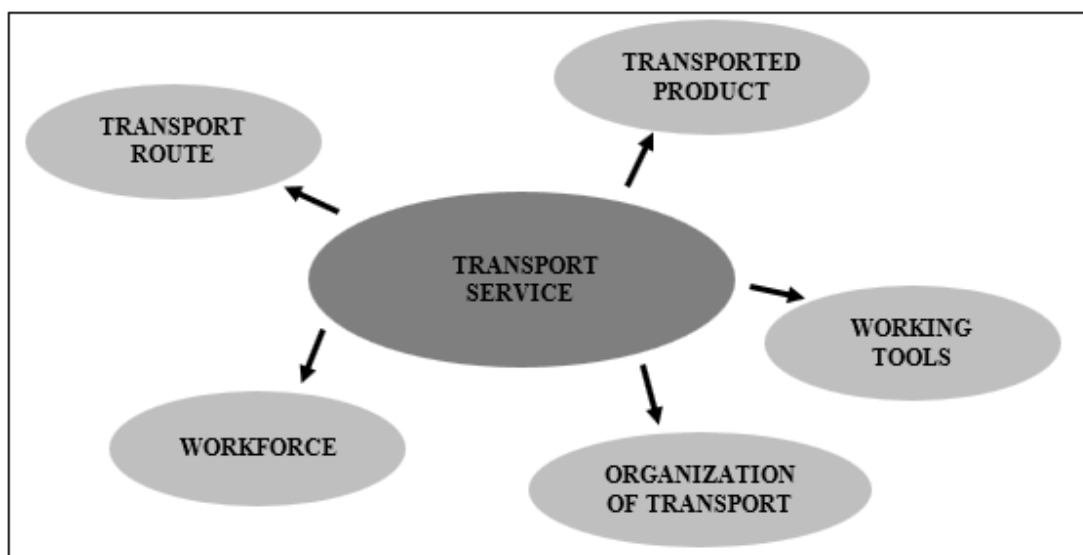 TRANSPORTED
PRODUCT
TRANSPORT
ROUTE
TRANSPORT
SERVICE
WORKING
TOOLS
WORKFORCE
ORGANIZATION
OF TRANSPORT